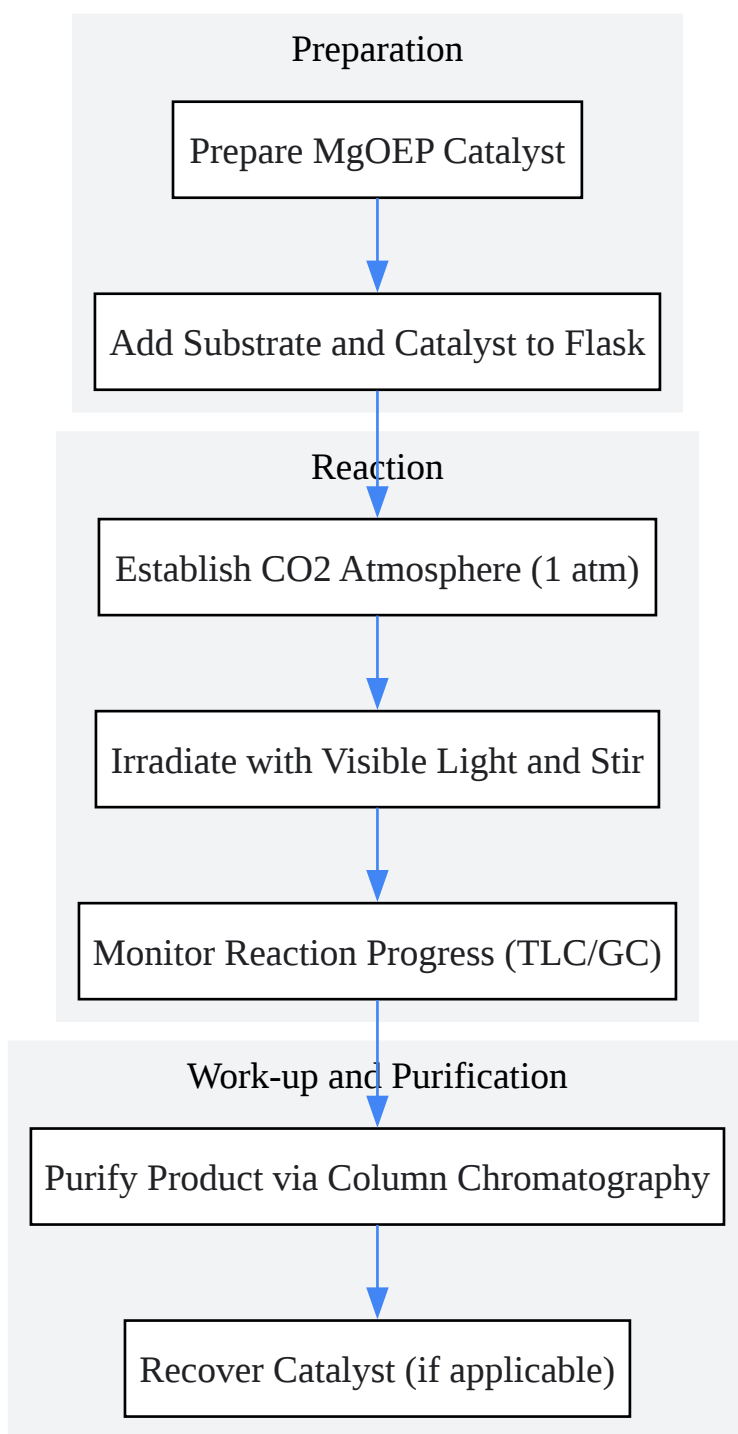 Preparation
Prepare MgOEP Catalyst
Add Substrate and Catalyst to Flask
Reaction
Establish CO2 Atmosphere (1 atm)
Irradiate with Visible Light and Stir
Monitor Reaction Progress (TLC/GC)
Work-up and Purification
Purify Product via Column Chromatography
Recover Catalyst (if applicable)